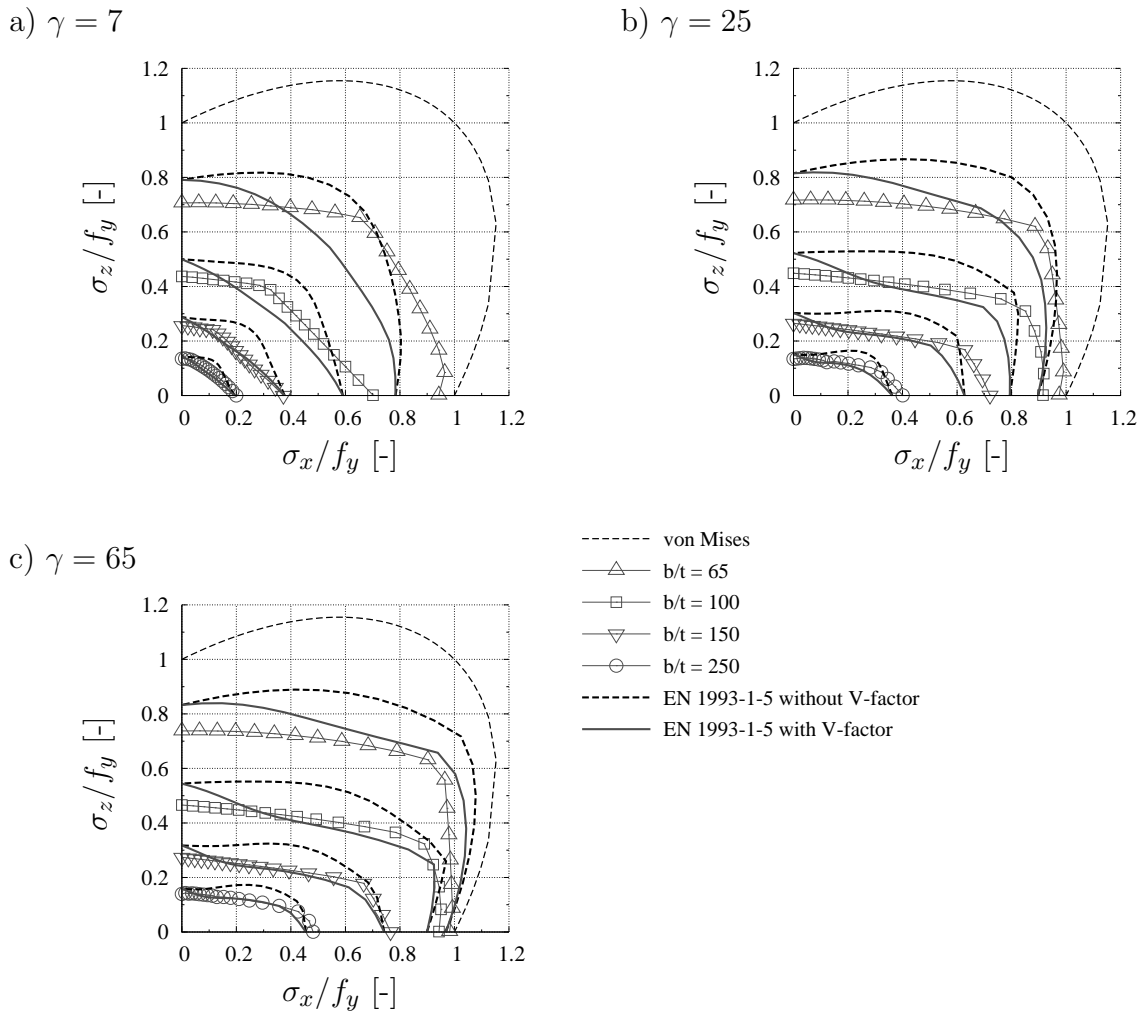 a) γ = 7
1.2
1
0.8
0.6
0.4
0.2
0
0 0.2 0.4 0.6 0.8 1 1.2
σz/fy [-]
σx/fy [-]
b) γ = 25
1.2
1
0.8
0.6
0.4
0.2
0
0 0.2 0.4 0.6 0.8 1 1.2
σz/fy [-]
σx/fy [-]
c) γ = 65
1.2
1
0.8
0.6
0.4
0.2
0
0 0.2 0.4 0.6 0.8 1 1.2
σz/fy [-]
σx/fy [-]
von Mises
b/t = 65
b/t = 100
b/t = 150
b/t = 250
EN 1993-1-5 without V-factor
EN 1993-1-5 with V-factor